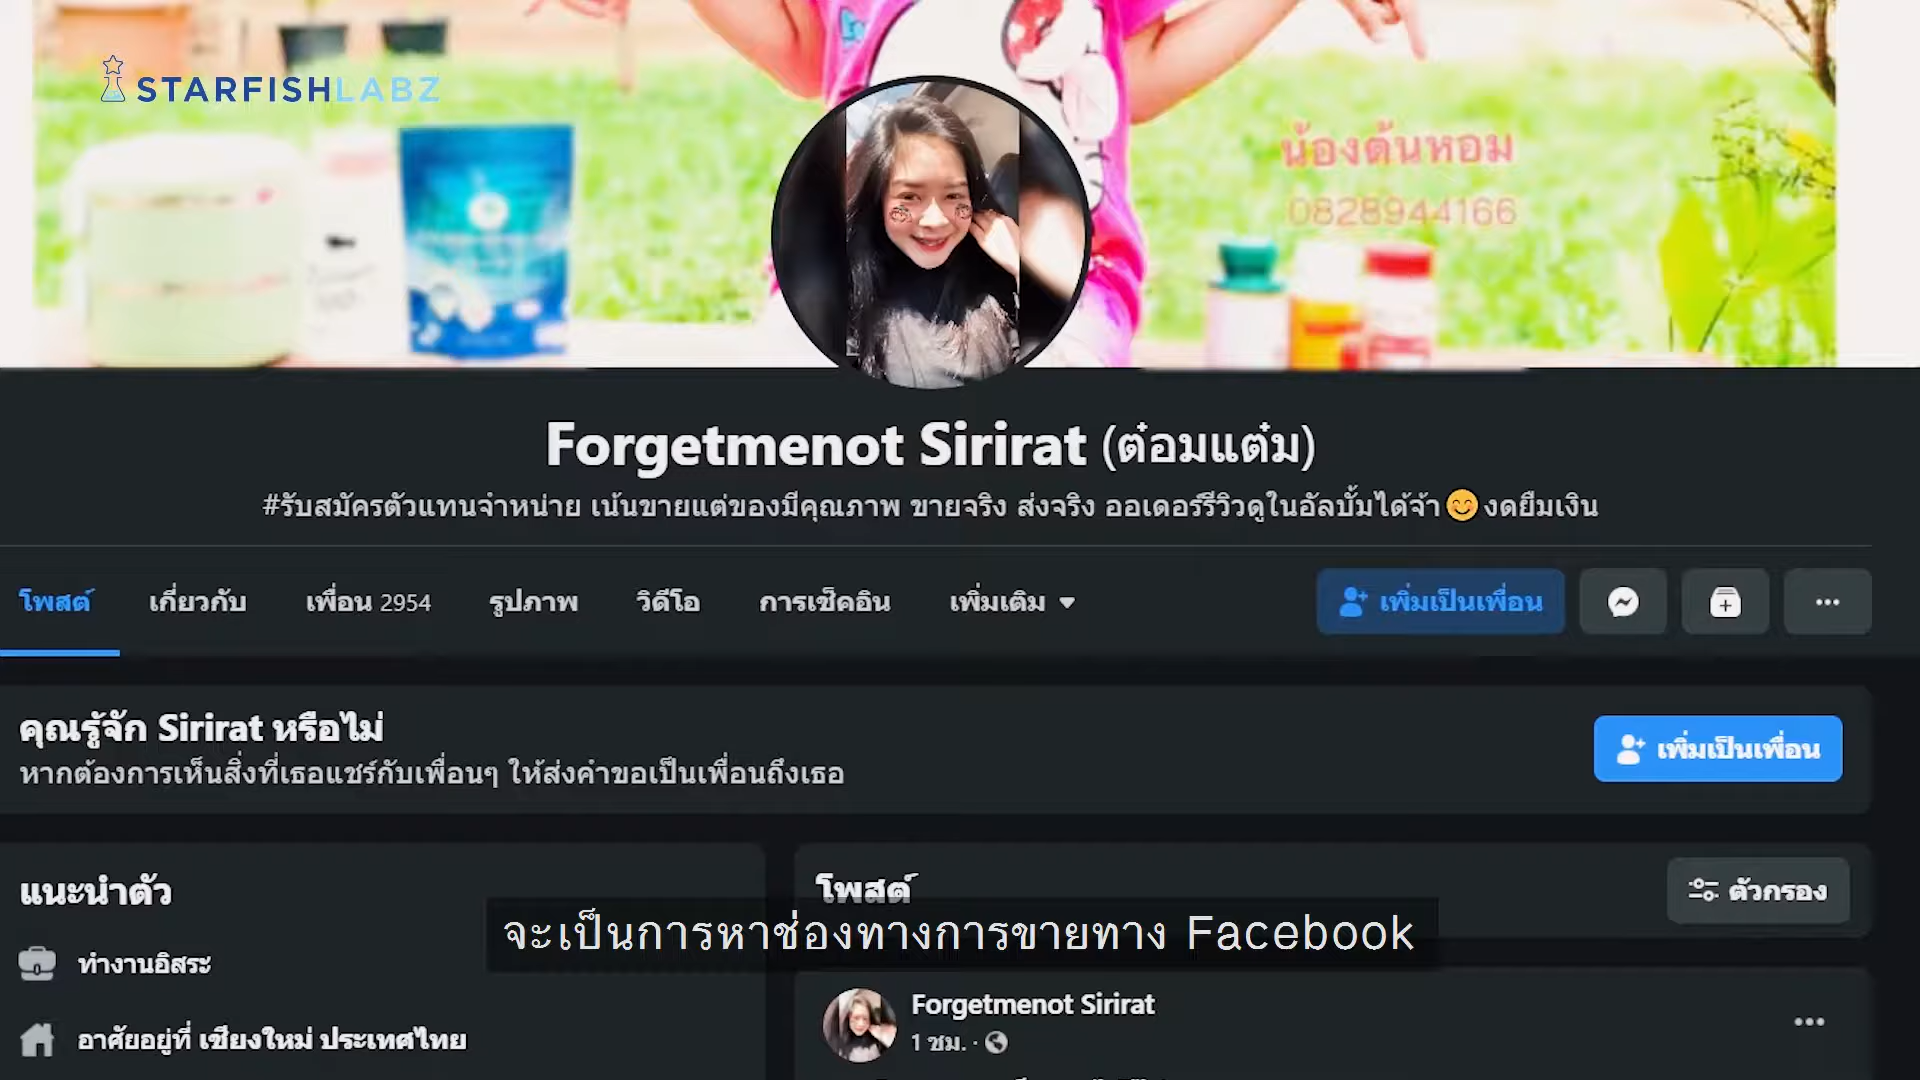 STARFISHLABZ
น้องต้นหอม
0828944166
Forgetmenot Sirirat (ต๋อมแต๋ม)
#รับสมัครตัวแทนจำหน่าย เน้นขายแต่ของมีคุณภาพ ขายจริง ส่งจริง ออเดอร์รีวิวดูในอัลบั้มได้จ้า😊งดยืมเงิน
โพสต์ เกี่ยวกับ เพื่อน 2954 รูปภาพ วิดีโอ การเช็คอิน เพิ่มเติม เพิ่มเป็นเพื่อน
คุณรู้จัก Sirirat หรือไม่
หากต้องการเห็นสิ่งที่เธอแชร์กับเพื่อนๆ ให้ส่งคำขอเป็นเพื่อนถึงเธอ
เพิ่มเป็นเพื่อน
แนะนำตัว
ทำงานอิสระ
อาศัยอยู่ที่ เชียงใหม่ ประเทศไทย
โพสต์
ตัวกรอง
จะเป็นการหาช่องทางการขายทาง Facebook
Forgetmenot Sirirat
1 ชม. ·